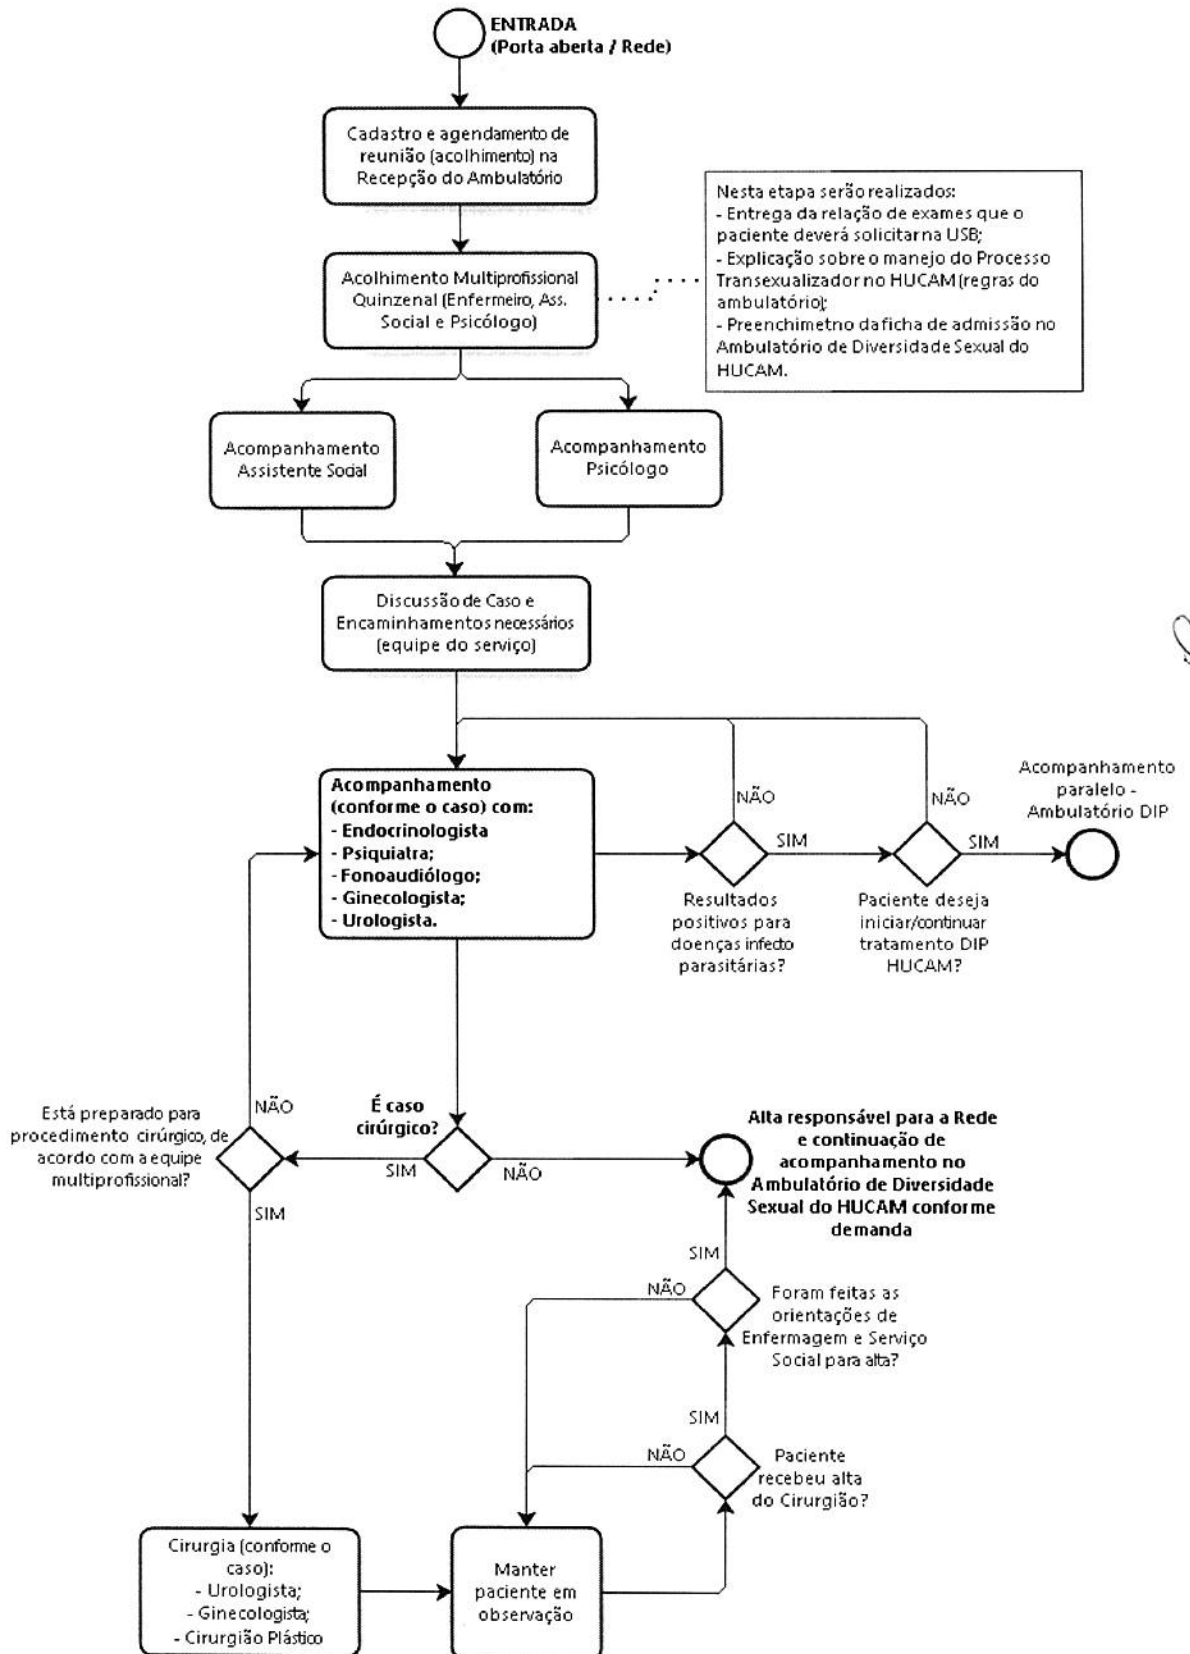 ENTRADA
(Porta aberta / Rede)
Cadastro e agendamento de
reunião (acolhimento) na
Recepção do Ambulatório
Nesta etapa serão realizados:
- Entrega da relação de exames que o
paciente deverá solicitar na USB;
- Explicação sobre o manejo do Processo
Transexualizador no HUCAM (regras do
ambulatório);
- Preenchimetno da ficha de admissão no
Ambulatório de Diversidade Sexual do
HUCAM.
Acolhimento Multiprofissional
Quinzenal (Enfermeiro, Ass.
Social e Psicólogo)
Acompanhamento
Assistente Social
Acompanhamento
Psicólogo
Discussão de Caso e
Encaminhamentos necessários
(equipe do serviço)
Acompanhamento
(conforme o caso) com:
- Endocrinologista
- Psiquiatra;
- Fonoaudiólogo;
- Ginecologista;
- Urologista.
NÃO
SIM
Resultados
positivos para
doenças infecto
parasitárias?
NÃO
SIM
Paciente deseja
iniciar/continuar
tratamento DIP
HUCAM?
Acompanhamento
paralelo -
Ambulatório DIP
Está preparado para
procedimento cirúrgico, de
acordo com a equipe
multiprofissional?
NÃO
SIM
É caso
cirúrgico?
SIM
NÃO
Alta responsável para a Rede
e continuação de
acompanhamento no
Ambulatório de Diversidade
Sexual do HUCAM conforme
demanda
SIM
NÃO
Foram feitas as
orientações de
Enfermagem e Serviço
Social para alta?
SIM
NÃO
Paciente
recebeu alta
do Cirurgião?
Cirurgia (conforme o
caso):
- Urologista;
- Ginecologista;
- Cirurgião Plástico
Manter
paciente em
observação